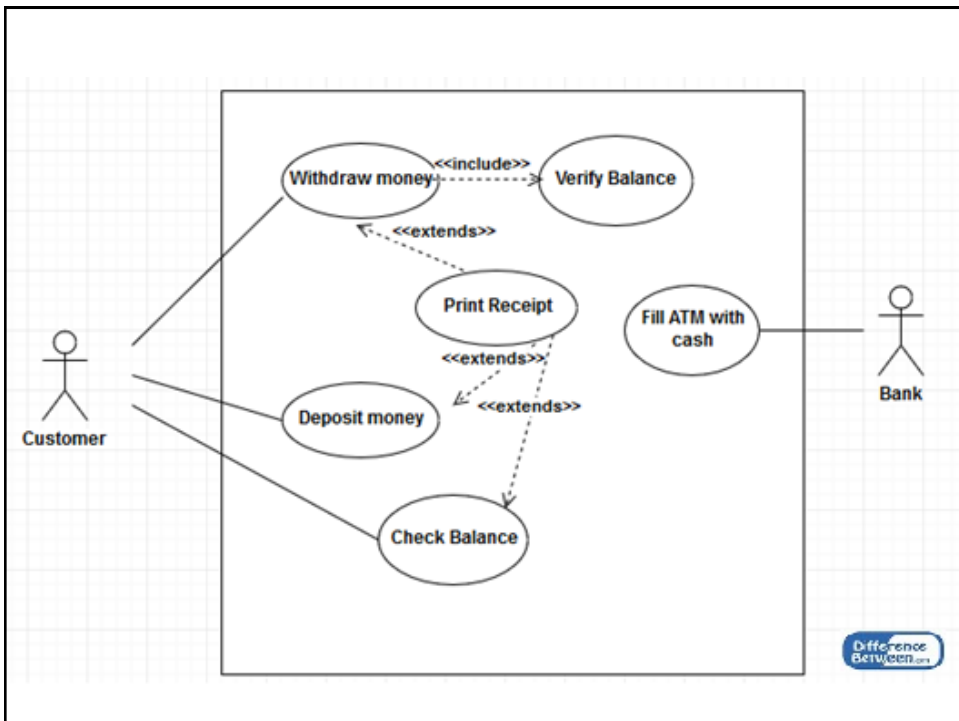 <<include>>
Withdraw money
Verify Balance
<<extends>>
Print Receipt
Fill ATM with
cash
<<extends>>
Bank
<<extends>>
Deposit money
Customer
Check Balance
Difference
Between.com